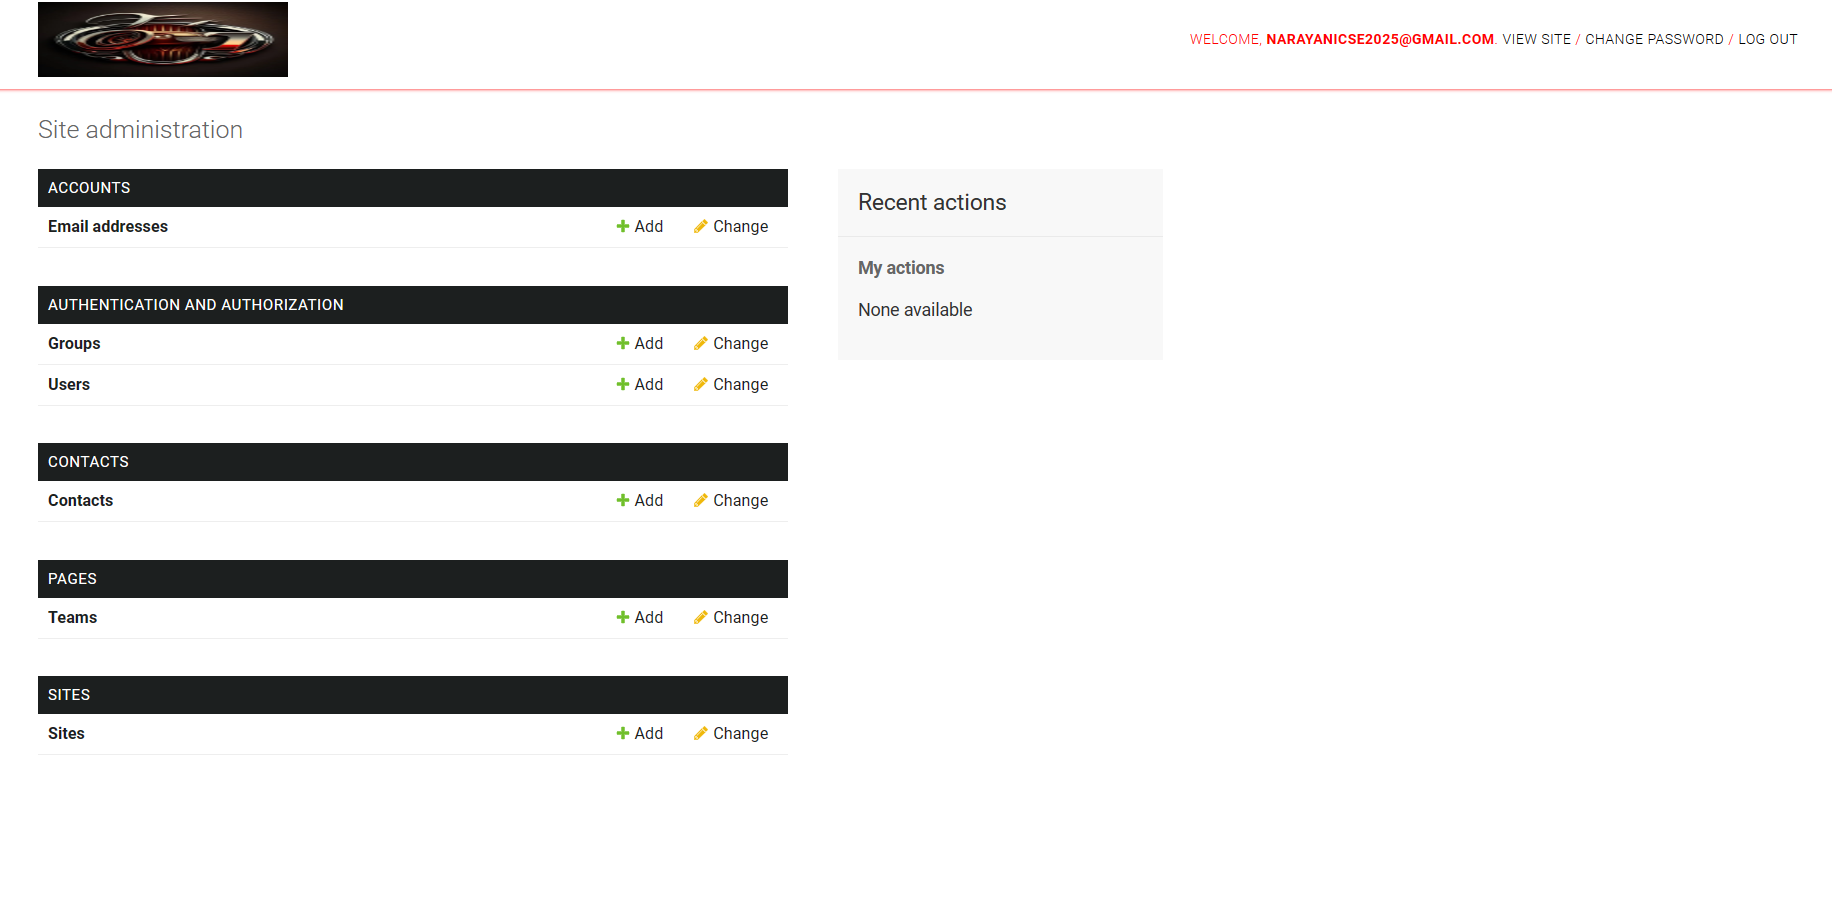 WELCOME, NARAYANICSE2025@GMAIL.COM. VIEW SITE / CHANGE PASSWORD / LOG OUT
Site administration
ACCOUNTS
Email addresses Add Change
AUTHENTICATION AND AUTHORIZATION
Groups Add Change
Users Add Change
CONTACTS
Contacts Add Change
PAGES
Teams Add Change
SITES
Sites Add Change
Recent actions
My actions
None available